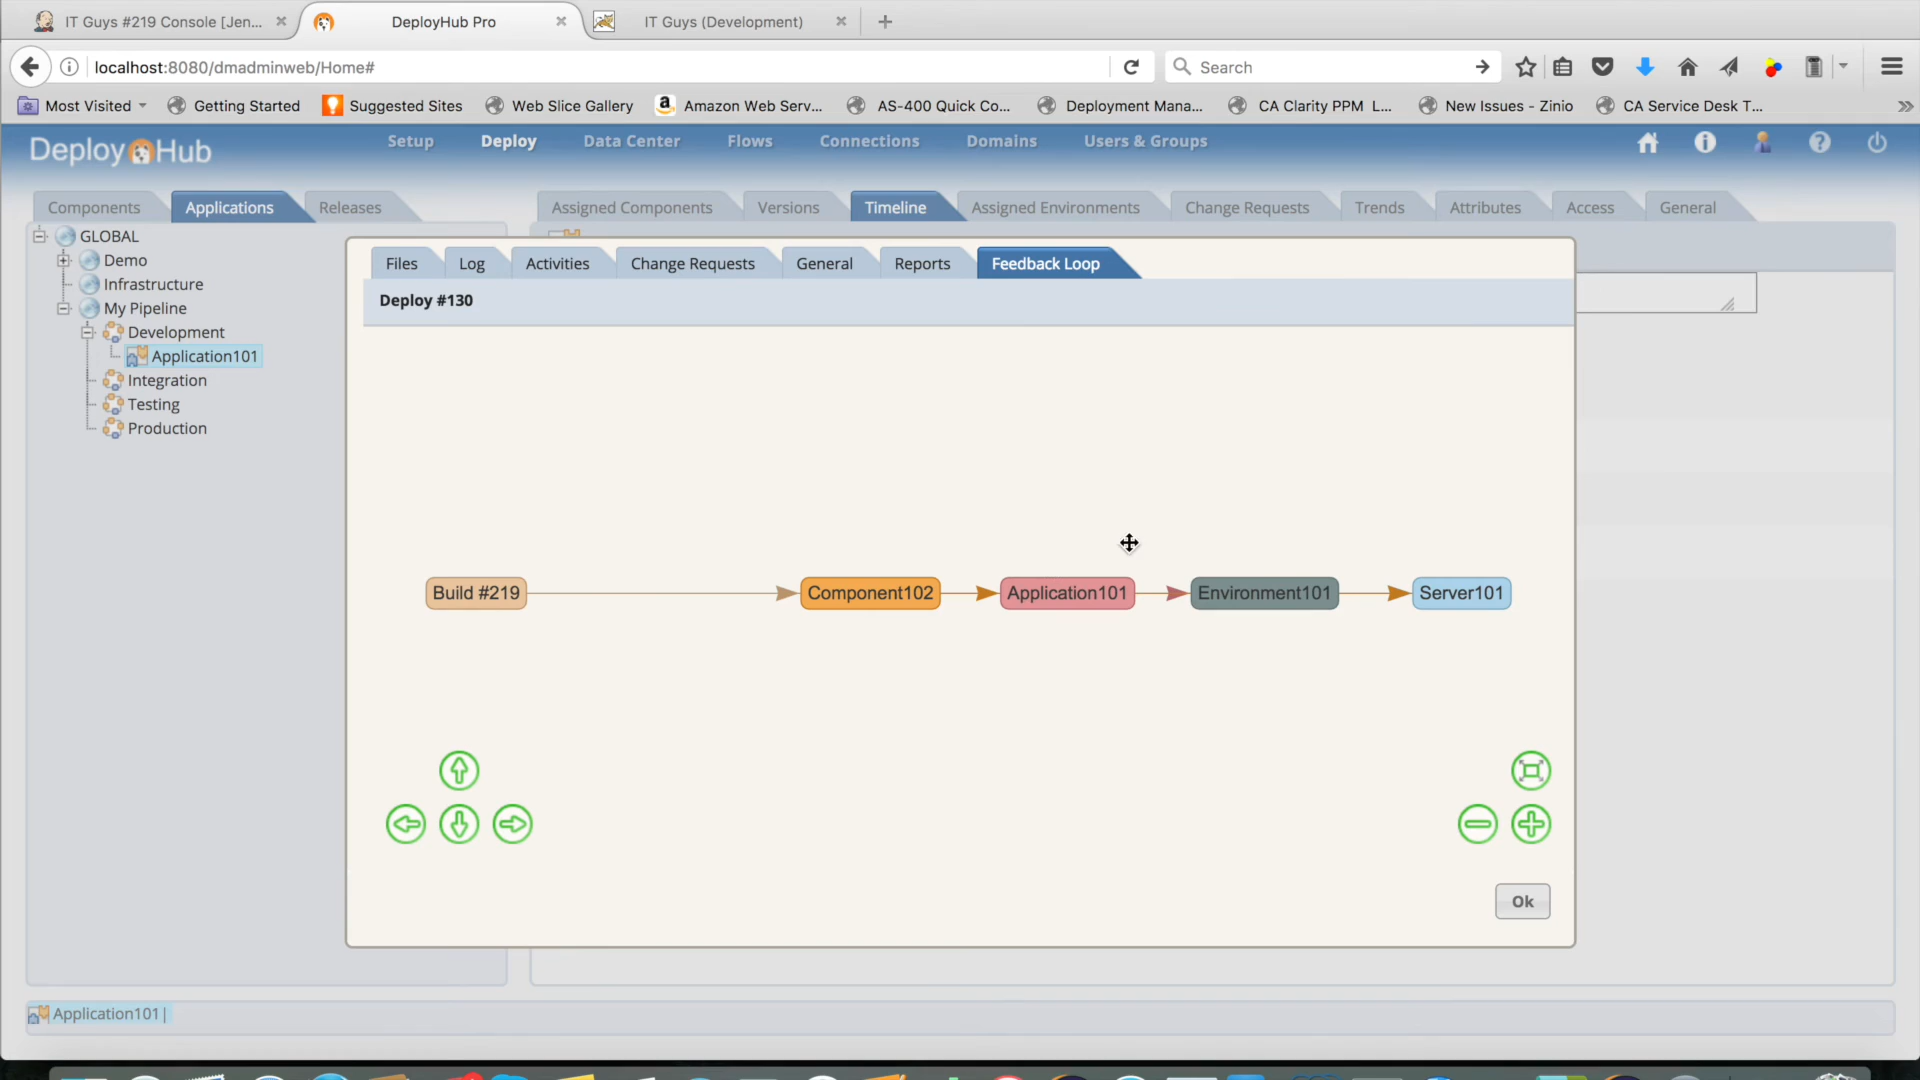 IT Guys #219 Console [Jen...
DeployHub Pro
IT Guys (Development)
localhost:8080/dmadminweb/Home#
Search
Most Visited
Getting Started
Suggested Sites
Web Slice Gallery
Amazon Web Serv...
AS-400 Quick Co...
Deployment Mana...
CA Clarity PPM L...
New Issues - Zinio
CA Service Desk T...
DeployHub
Setup
Deploy
Data Center
Flows
Connections
Domains
Users & Groups
Components
Applications
Releases
Assigned Components
Versions
Timeline
Assigned Environments
Change Requests
Trends
Attributes
Access
General
GLOBAL
Demo
Infrastructure
My Pipeline
Development
Application101
Integration
Testing
Production
Files
Log
Activities
Change Requests
General
Reports
Feedback Loop
Deploy #130
Build #219
Component102
Application101
Environment101
Server101
Ok
Application101|